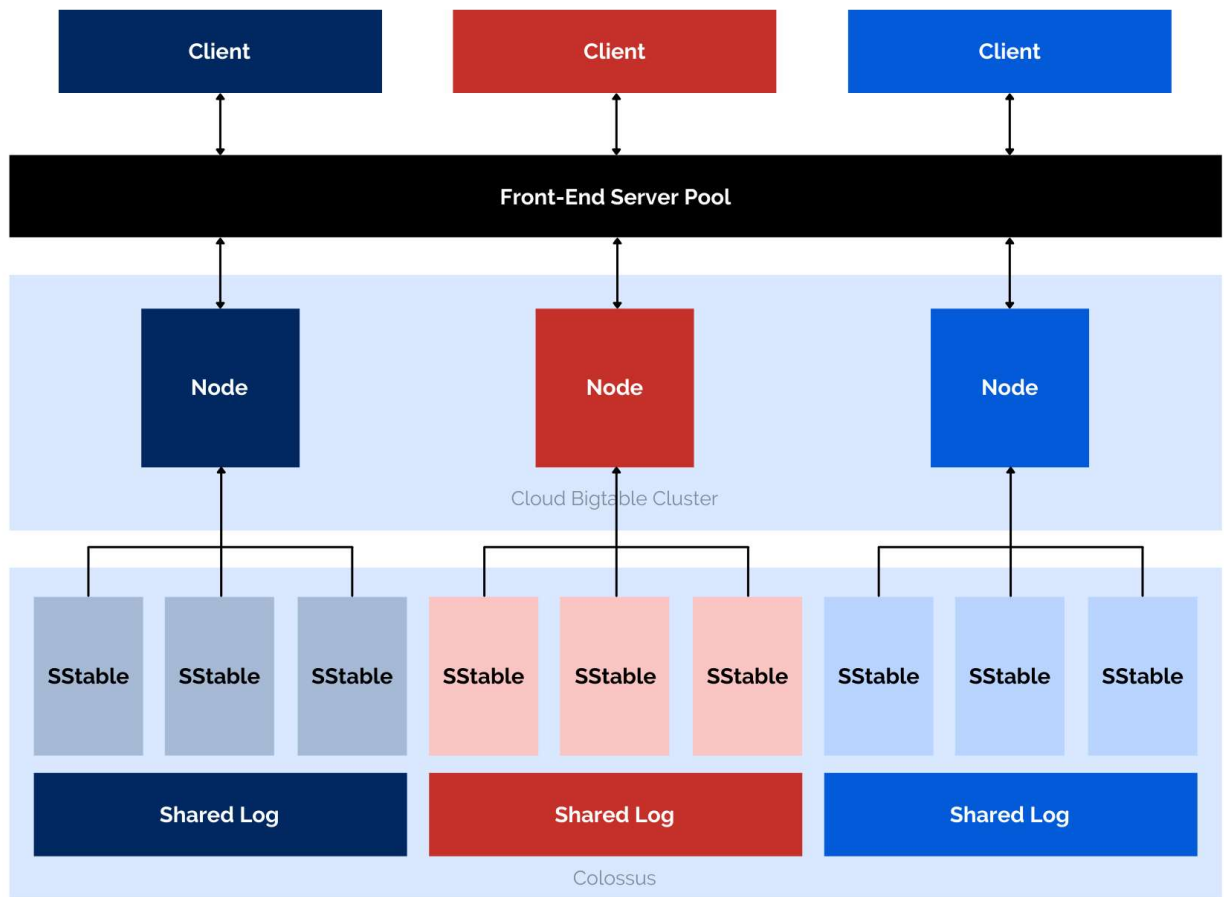 Client
Client
Client
Front-End Server Pool
Node
Node
Node
Cloud Bigtable Cluster
SStable
SStable
SStable
SStable
SStable
SStable
SStable
SStable
SStable
Shared Log
Shared Log
Shared Log
Colossus